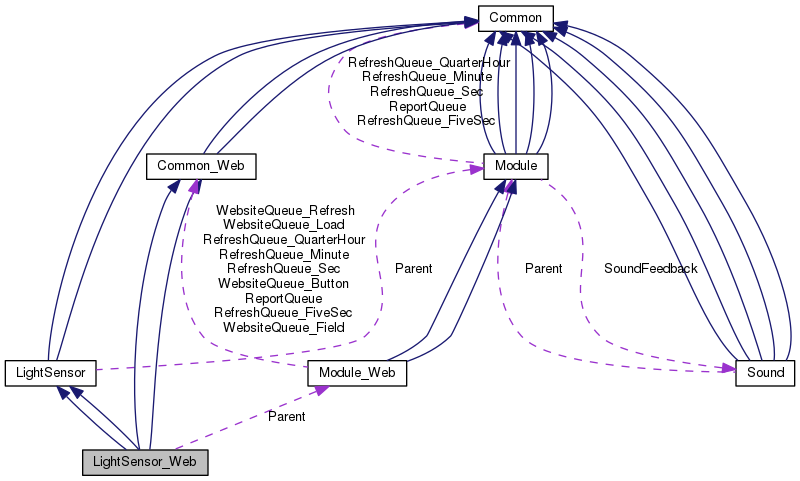 Common
RefreshQueue_QuarterHour
RefreshQueue_Minute
RefreshQueue_Sec
ReportQueue
RefreshQueue_FiveSec
Common_Web
Module
WebsiteQueue_Refresh
WebsiteQueue_Load
RefreshQueue_QuarterHour
RefreshQueue_Minute
RefreshQueue_Sec
WebsiteQueue_Button
ReportQueue
RefreshQueue_FiveSec
WebsiteQueue_Field
Parent
Parent
SoundFeedback
LightSensor
Module_Web
Sound
Parent
LightSensor_Web